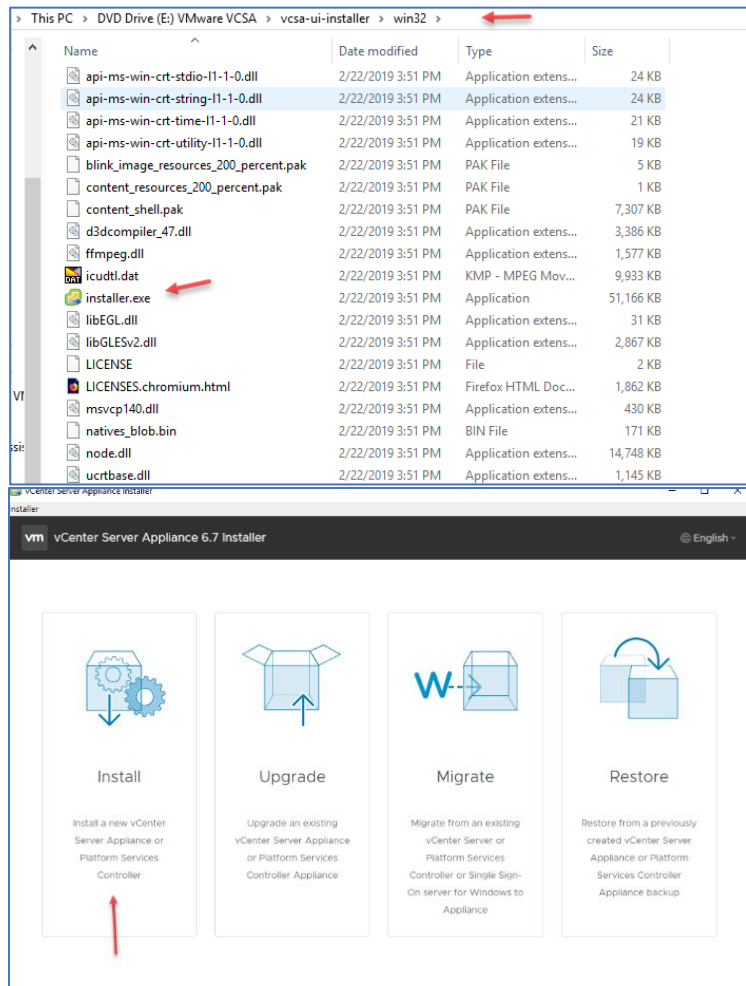 > This PC > DVD Drive (E:) VMware VCSA > vcsa-ui-installer > win32 >
Name Date modified Type Size
api-ms-win-crt-stdio-l1-1-0.dll 2/22/2019 3:51 PM Application extens... 24 KB
api-ms-win-crt-string-l1-1-0.dll 2/22/2019 3:51 PM Application extens... 24 KB
api-ms-win-crt-time-l1-1-0.dll 2/22/2019 3:51 PM Application extens... 21 KB
api-ms-win-crt-utility-l1-1-0.dll 2/22/2019 3:51 PM Application extens... 19 KB
blink_image_resources_200_percent.pak 2/22/2019 3:51 PM PAK File 5 KB
content_resources_200_percent.pak 2/22/2019 3:51 PM PAK File 1 KB
content_shell.pak 2/22/2019 3:51 PM PAK File 7,307 KB
d3dcompiler_47.dll 2/22/2019 3:51 PM Application extens... 3,386 KB
ffmpeg.dll 2/22/2019 3:51 PM Application extens... 1,577 KB
DAT icudtl.dat 2/22/2019 3:51 PM KMP - MPEG Mov... 9,933 KB
installer.exe 2/22/2019 3:51 PM Application 51,166 KB
libEGL.dll 2/22/2019 3:51 PM Application extens... 31 KB
libGLESv2.dll 2/22/2019 3:51 PM Application extens... 2,867 KB
LICENSE 2/22/2019 3:51 PM File 2 KB
LICENSES.chromium.html 2/22/2019 3:51 PM Firefox HTML Doc... 1,862 KB
msvcp140.dll 2/22/2019 3:51 PM Application extens... 430 KB
natives_blob.bin 2/22/2019 3:51 PM BIN File 171 KB
node.dll 2/22/2019 3:51 PM Application extens... 14,748 KB
ucrtbase.dll 2/22/2019 3:51 PM Application extens... 1,145 KB
vCenter Server Appliance Installer
nstaller
vm vCenter Server Appliance 6.7 Installer English
Install
Install a new vCenter
Server Appliance or
Platform Services
Controller
Upgrade
Upgrade an existing
vCenter Server Appliance
or Platform Services
Controller Appliance
W
Migrate
Migrate from an existing
vCenter Server or
Platform Services
Controller or Single Sign-
On server for Windows to
Appliance
Restore
Restore from a previously
created vCenter Server
Appliance or Platform
Services Controller
Appliance backup